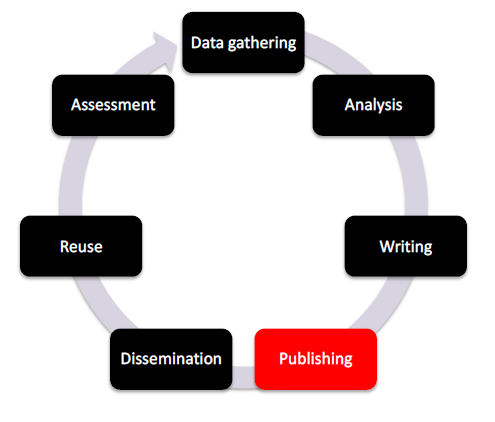 Data gathering
Analysis
Writing
Publishing
Dissemination
Reuse
Assessment